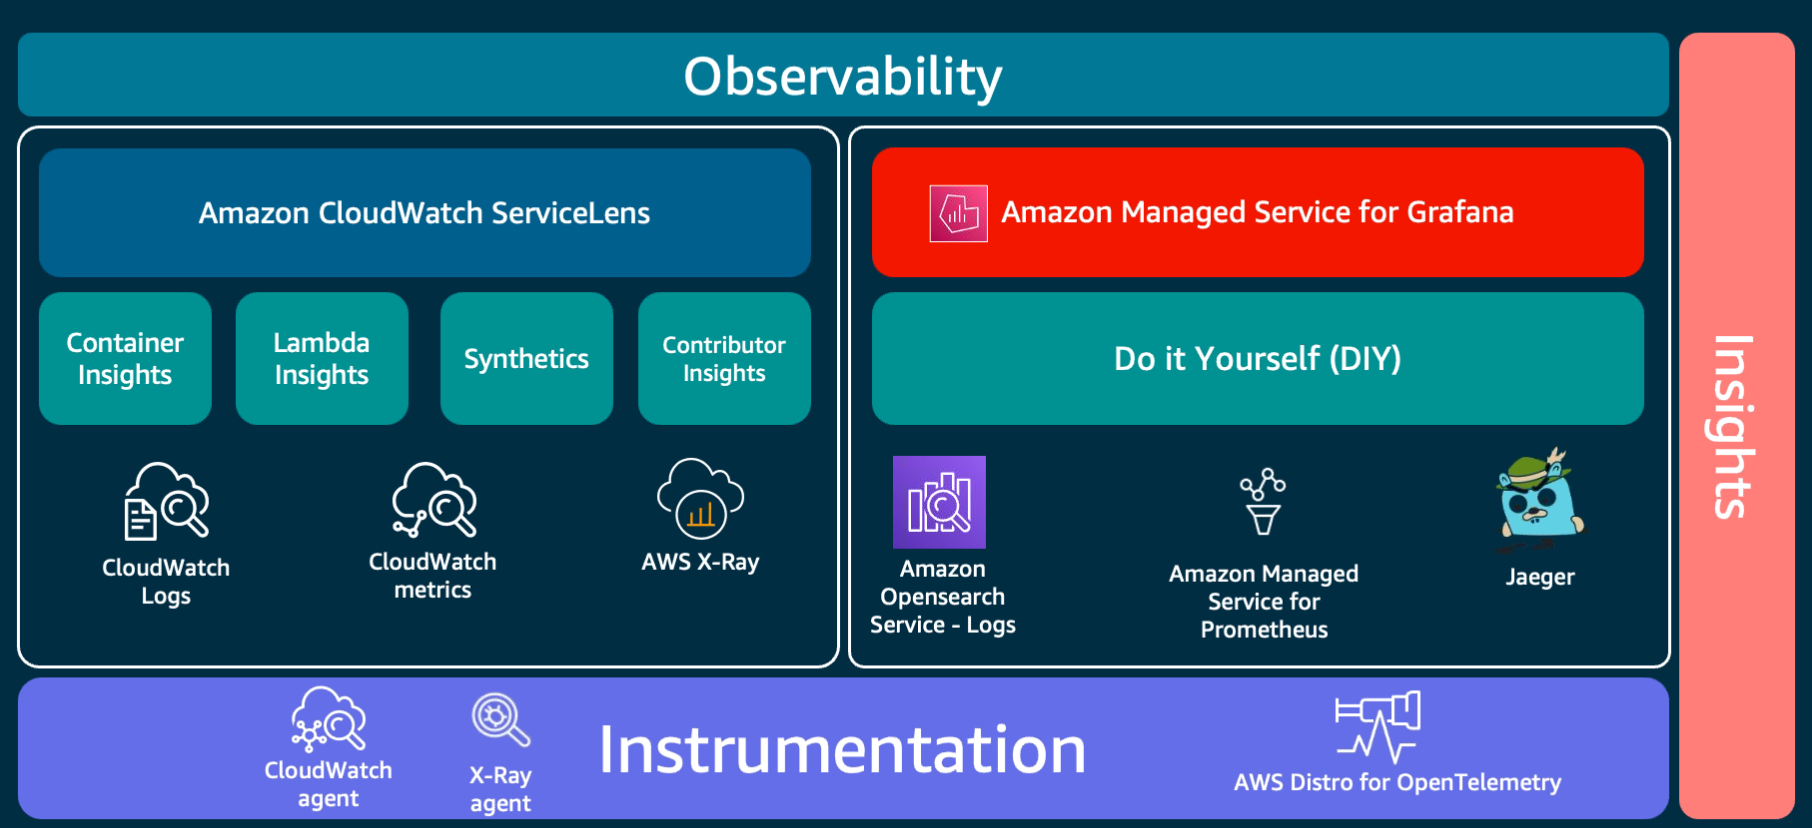 Observability
Amazon CloudWatch ServiceLens
Container
Insights
Lambda
Insights
Synthetics
Contributor
Insights
CloudWatch
Logs
CloudWatch
metrics
AWS X-Ray
Amazon Managed Service for Grafana
Do it Yourself (DIY)
Amazon
Opensearch
Service - Logs
Amazon Managed
Service for
Prometheus
Jaeger
Insights
CloudWatch
agent
X-Ray
agent
Instrumentation
AWS Distro for OpenTelemetry